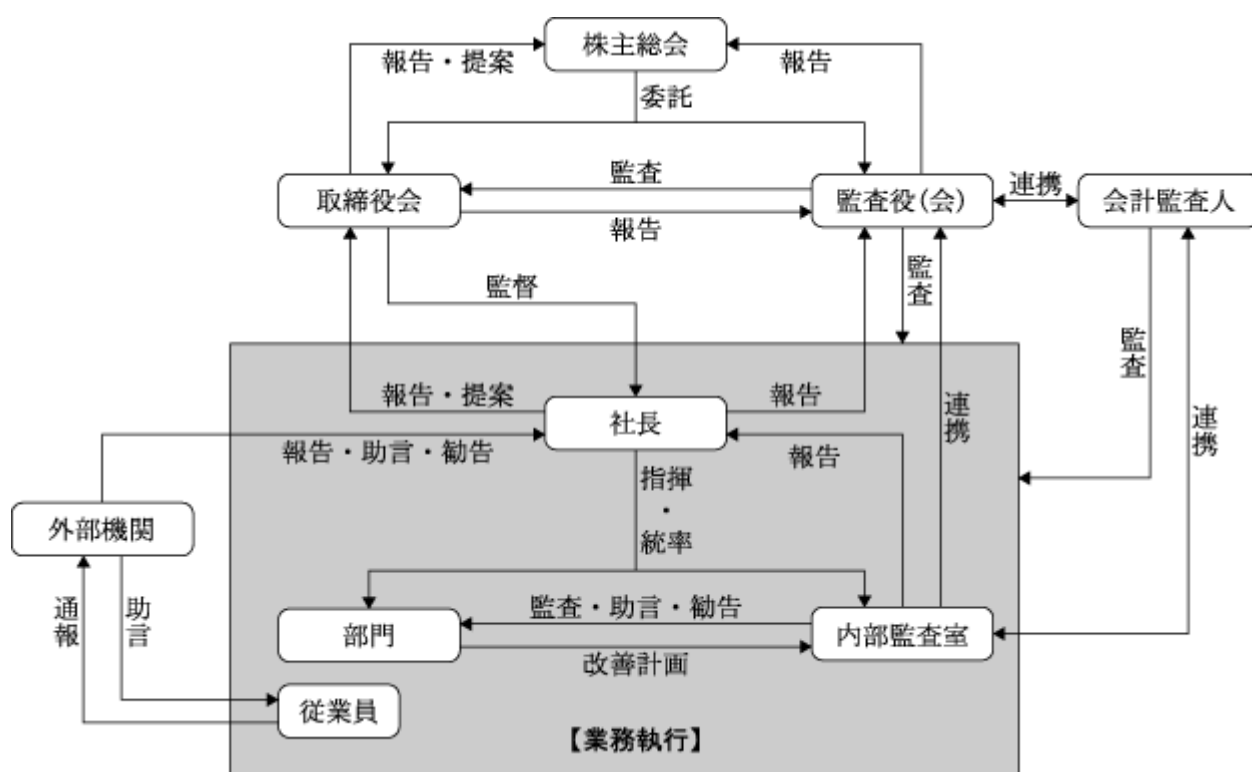 株主総会
報告・提案
報告
委託
監査
取締役会
監査役(会)
連携
会計監査人
報告
監督
監査
監査
連携
連携
報告・提案
社長
報告
報告・助言・勧告
報告
指揮
・
統率
外部機関
通報
助言
監査・助言・勧告
部門
内部監査室
改善計画
従業員
【業務執行】